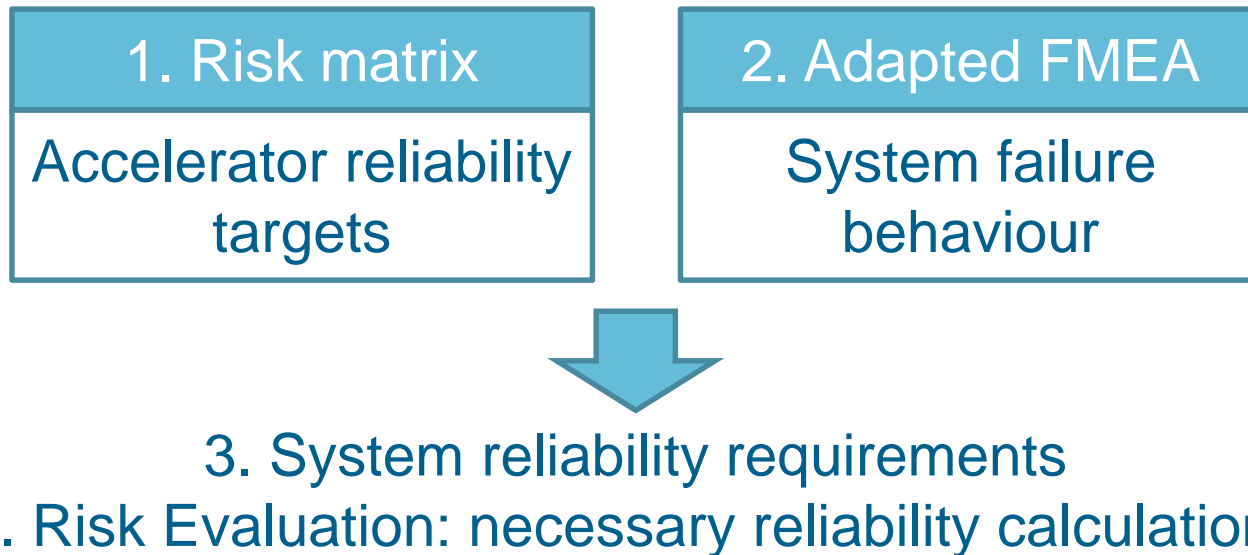 1. Risk matrix
Accelerator reliability
targets
2. Adapted FMEA
System failure
behaviour
3. System reliability requirements
. Risk Evaluation: necessary reliability calculation